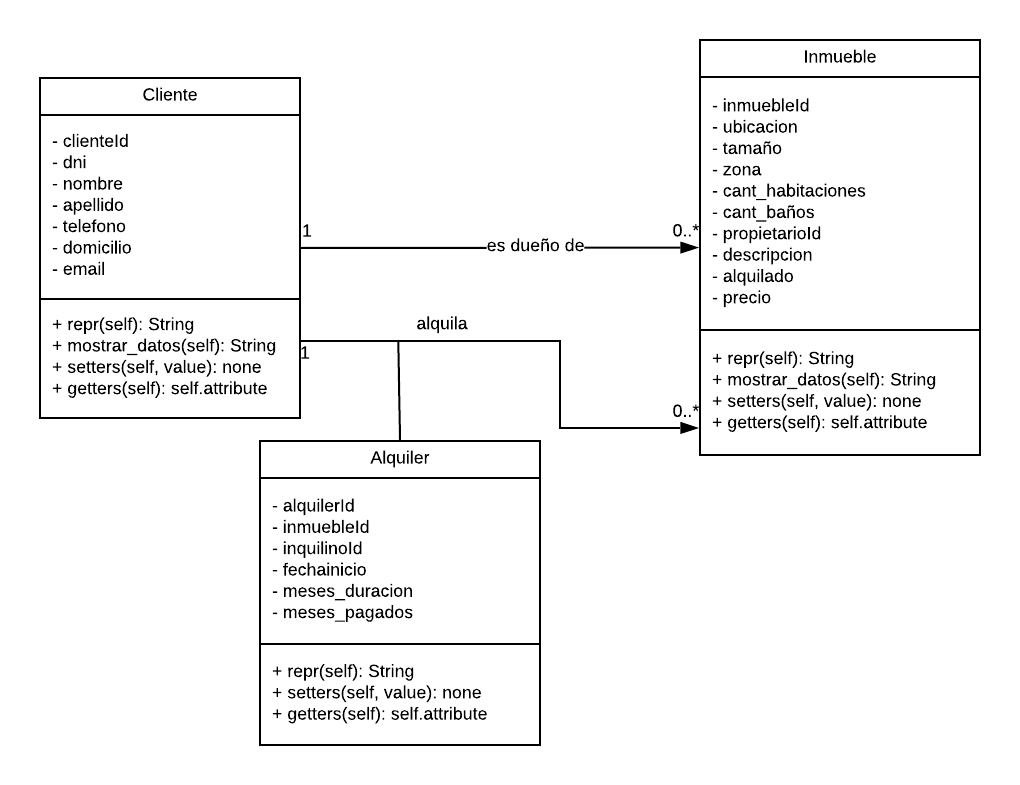 Cliente
- clienteId
- dni
- nombre
- apellido
- telefono
- domicilio
- email
+ repr(self): String
+ mostrar_datos(self): String
+ setters(self, value): none
+ getters(self): self.attribute
1
es dueño de
0..*
1
alquila
0..*
Inmueble
- inmuebleId
- ubicacion
- tamaño
- zona
- cant_habitaciones
- cant_baños
- propietarioId
- descripcion
- alquilado
- precio
+ repr(self): String
+ mostrar_datos(self): String
+ setters(self, value): none
+ getters(self): self.attribute
Alquiler
- alquilerId
- inmuebleId
- inquilinoId
- fechainicio
- meses_duracion
- meses_pagados
+ repr(self): String
+ setters(self, value): none
+ getters(self): self.attribute